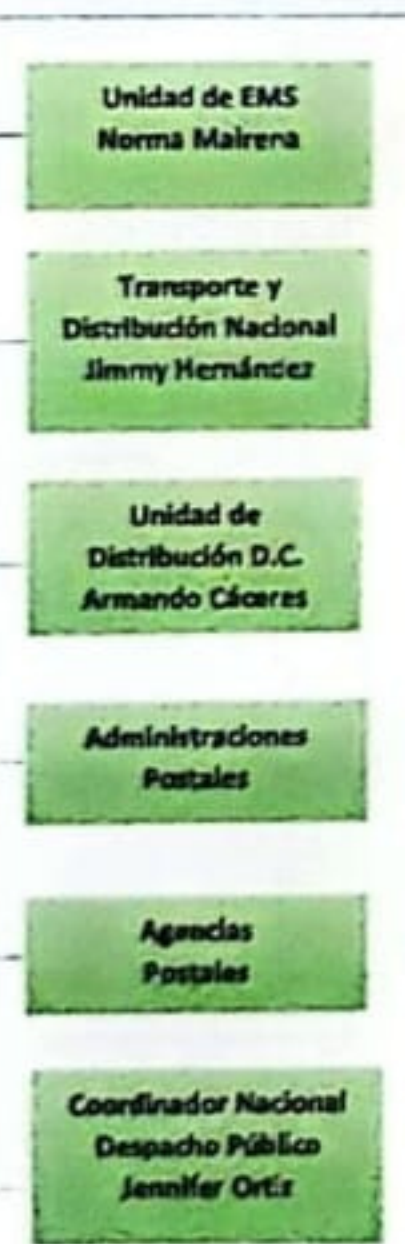 Unidad de EMS
Norma Mairena
Transporte y
Distribución Nacional
Jimmy Hernández
Unidad de
Distribución D.C.
Armando Cáceres
Administraciones
Postales
Agencias
Postales
Coordinador Nacional
Despacho Público
Jennifer Ortiz